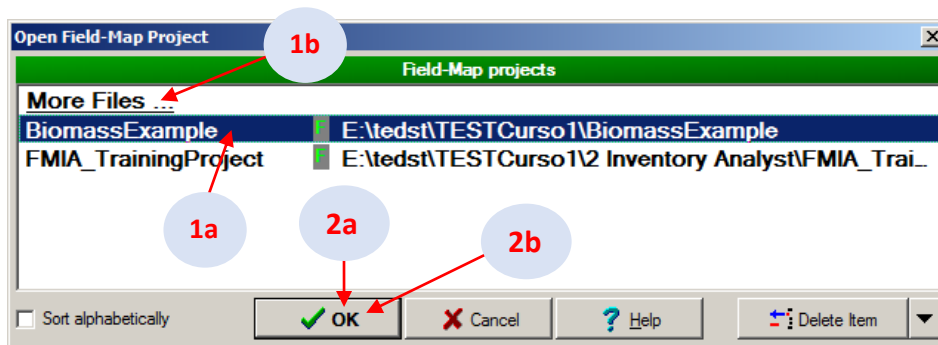 Open Field-Map Project
1b
Field-Map projects
More Files ...
BiomassExample F E:\tedst\TESTCurso1\BiomassExample
FMIA_TrainingProject F E:\tedst\TESTCurso1\2 Inventory Analyst\FMIA_Trai...
1a
2a
2b
Sort alphabetically OK Cancel ? Help Delete Item